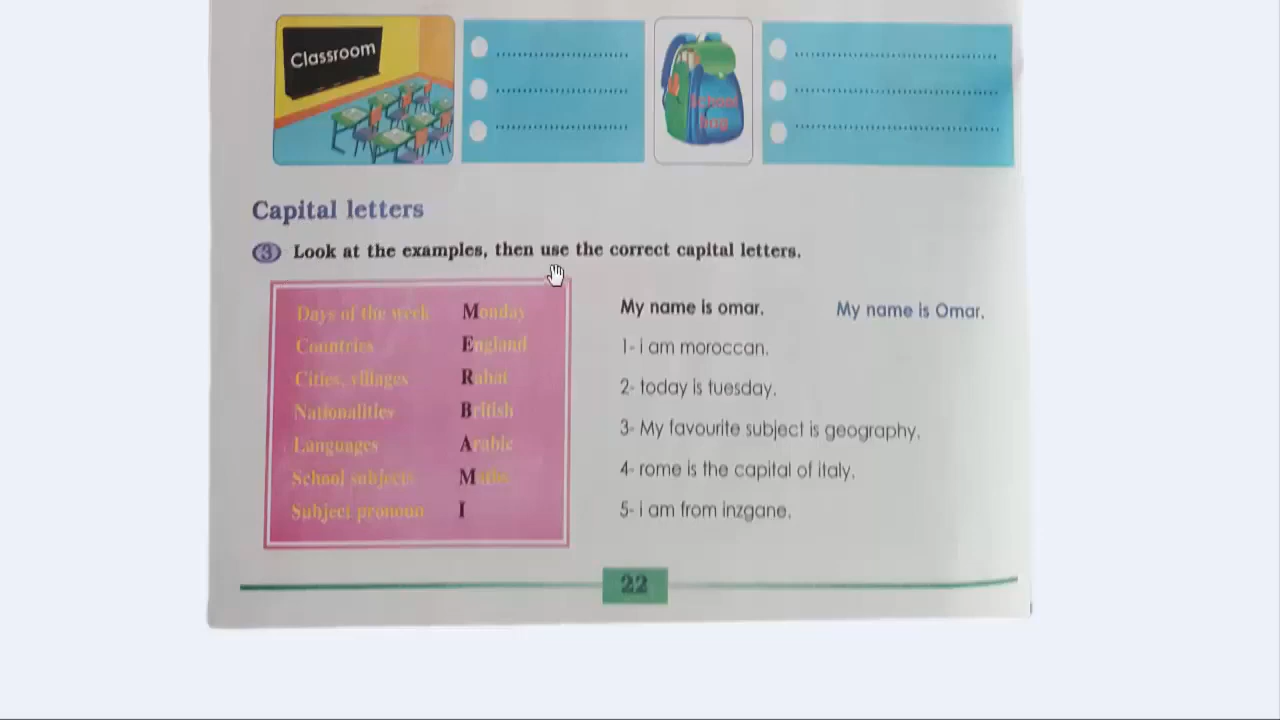 Classroom
School
bag
Capital letters
3 Look at the examples, then use the correct capital letters.
Days of the week Monday
Countries England
Cities, villages Rabat
Nationalities British
Languages Arabic
School subjects Maths
Subject pronoun I
My name is omar. My name is Omar.
1- i am moroccan.
2- today is tuesday.
3- My favourite subject is geography.
4- rome is the capital of italy.
5- i am from inzgane.
22